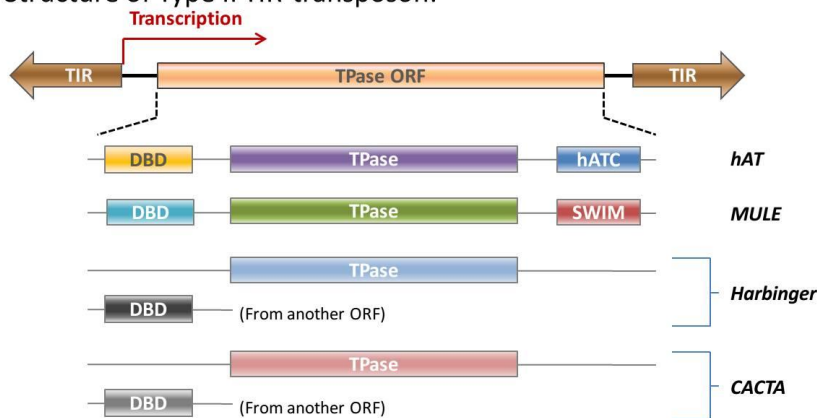 Structure of Type II TIR transposon:
Transcription
TIR TPase ORF TIR
DBD TPase hATC hAT
DBD TPase SWIM MULE
TPase
Harbinger
DBD (From another ORF)
TPase
CACTA
DBD (From another ORF)